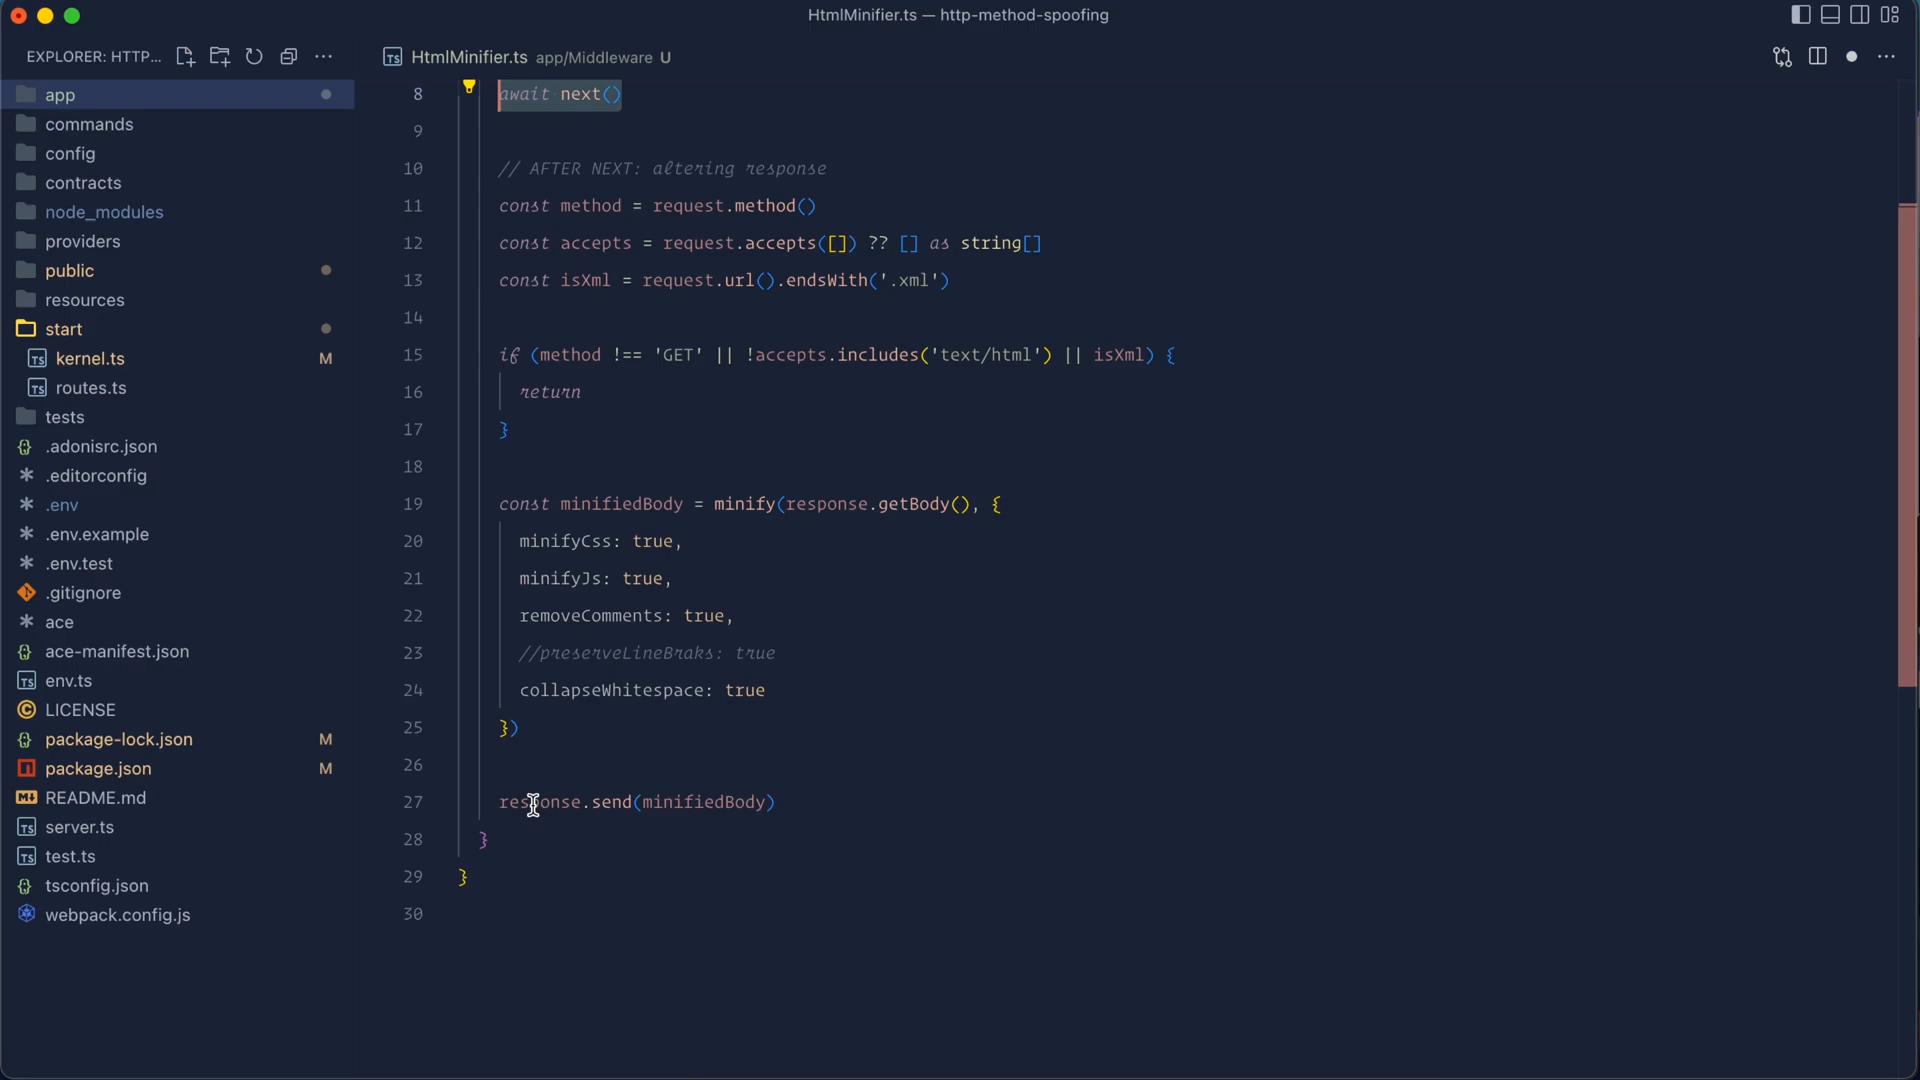 HtmlMinifier.ts — http-method-spoofing
EXPLORER: HTTP...
HtmlMinifier.ts app/Middleware U
app
commands
config
contracts
node_modules
providers
public
resources
start
kernel.ts M
routes.ts
tests
.adonisrc.json
.editorconfig
.env
.env.example
.env.test
.gitignore
ace
ace-manifest.json
env.ts
LICENSE
package-lock.json M
package.json M
README.md
server.ts
test.ts
tsconfig.json
webpack.config.js
8 await next()
9
10 // AFTER NEXT: altering response
11 const method = request.method()
12 const accepts = request.accepts([]) ?? [] as string[]
13 const isXml = request.url().endsWith('.xml')
14
15 if (method !== 'GET' || !accepts.includes('text/html') || isXml) {
16 return
17 }
18
19 const minifiedBody = minify(response.getBody(), {
20 minifyCss: true,
21 minifyJs: true,
22 removeComments: true,
23 //preserveLineBraks: true
24 collapseWhitespace: true
25 })
26
27 response.send(minifiedBody)
28 }
29 }
30